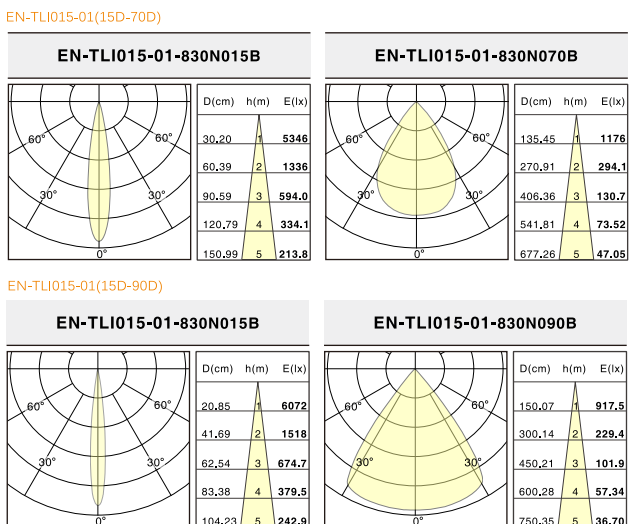 EN-TLI015-01(15D-70D)
EN-TLI015-01-830N015B
60° 60°
30° 30°
0°
D(cm) h(m) E(lx)
30.20 1 5346
60.39 2 1336
90.59 3 594.0
120.79 4 334.1
150.99 5 213.8
EN-TLI015-01-830N070B
60° 60°
30° 30°
0°
D(cm) h(m) E(lx)
135.45 1 1176
270.91 2 294.1
406.36 3 130.7
541.81 4 73.52
677.26 5 47.05
EN-TLI015-01(15D-90D)
EN-TLI015-01-830N015B
60° 60°
30° 30°
0°
D(cm) h(m) E(lx)
20.85 1 6072
41.69 2 1518
62.54 3 674.7
83.38 4 379.5
104.23 5 242.9
EN-TLI015-01-830N090B
60° 60°
30° 30°
0°
D(cm) h(m) E(lx)
150.07 1 917.5
300.14 2 229.4
450.21 3 101.9
600.28 4 57.34
750.35 5 36.70